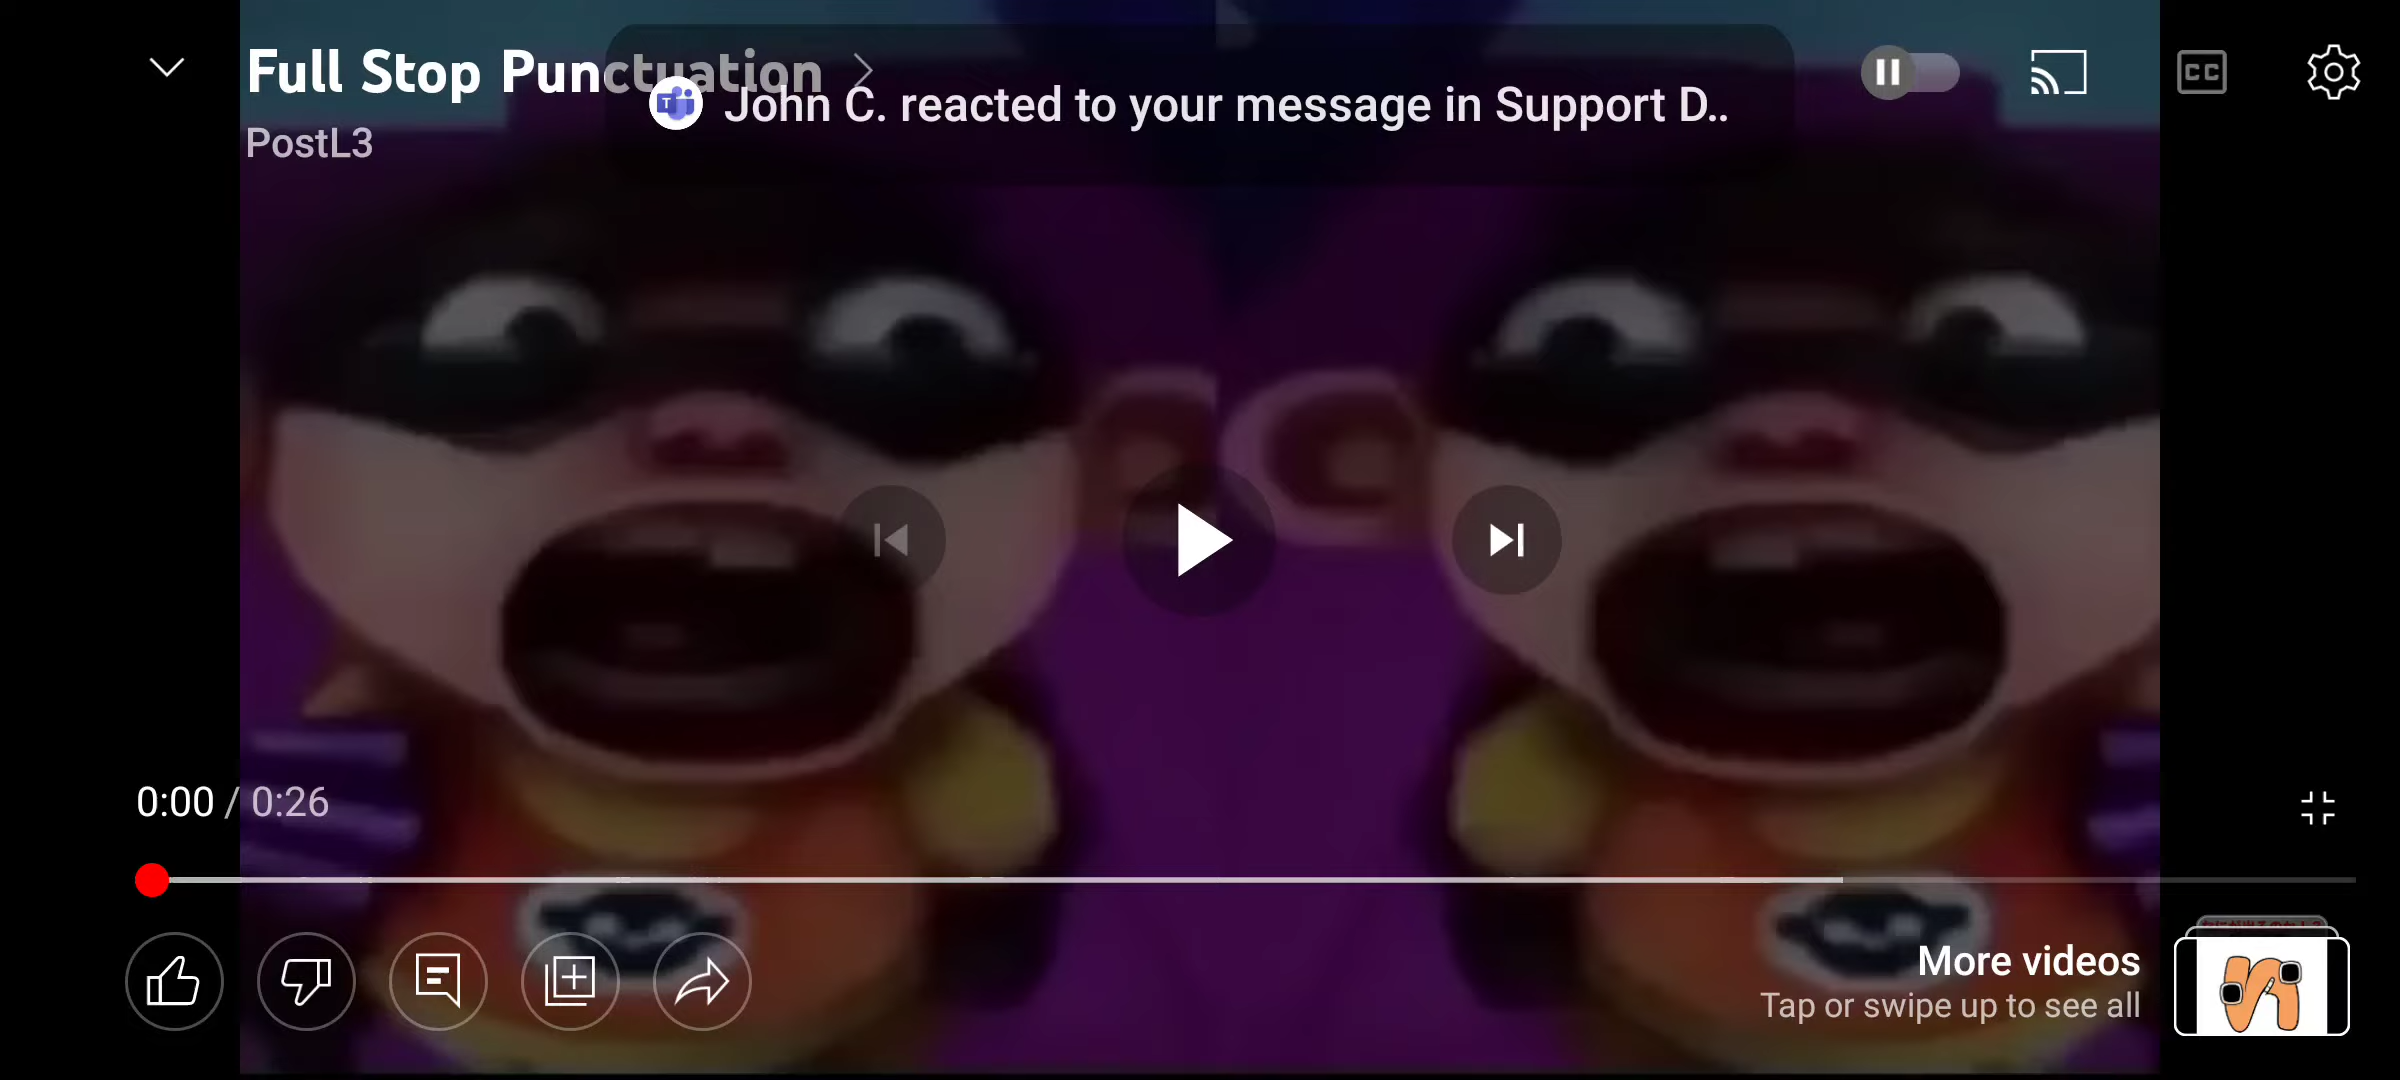 Full Stop Punctuation
PostL3
John C. reacted to your message in Support D..
CC
0:00 / 0:26
More videos
Tap or swipe up to see all